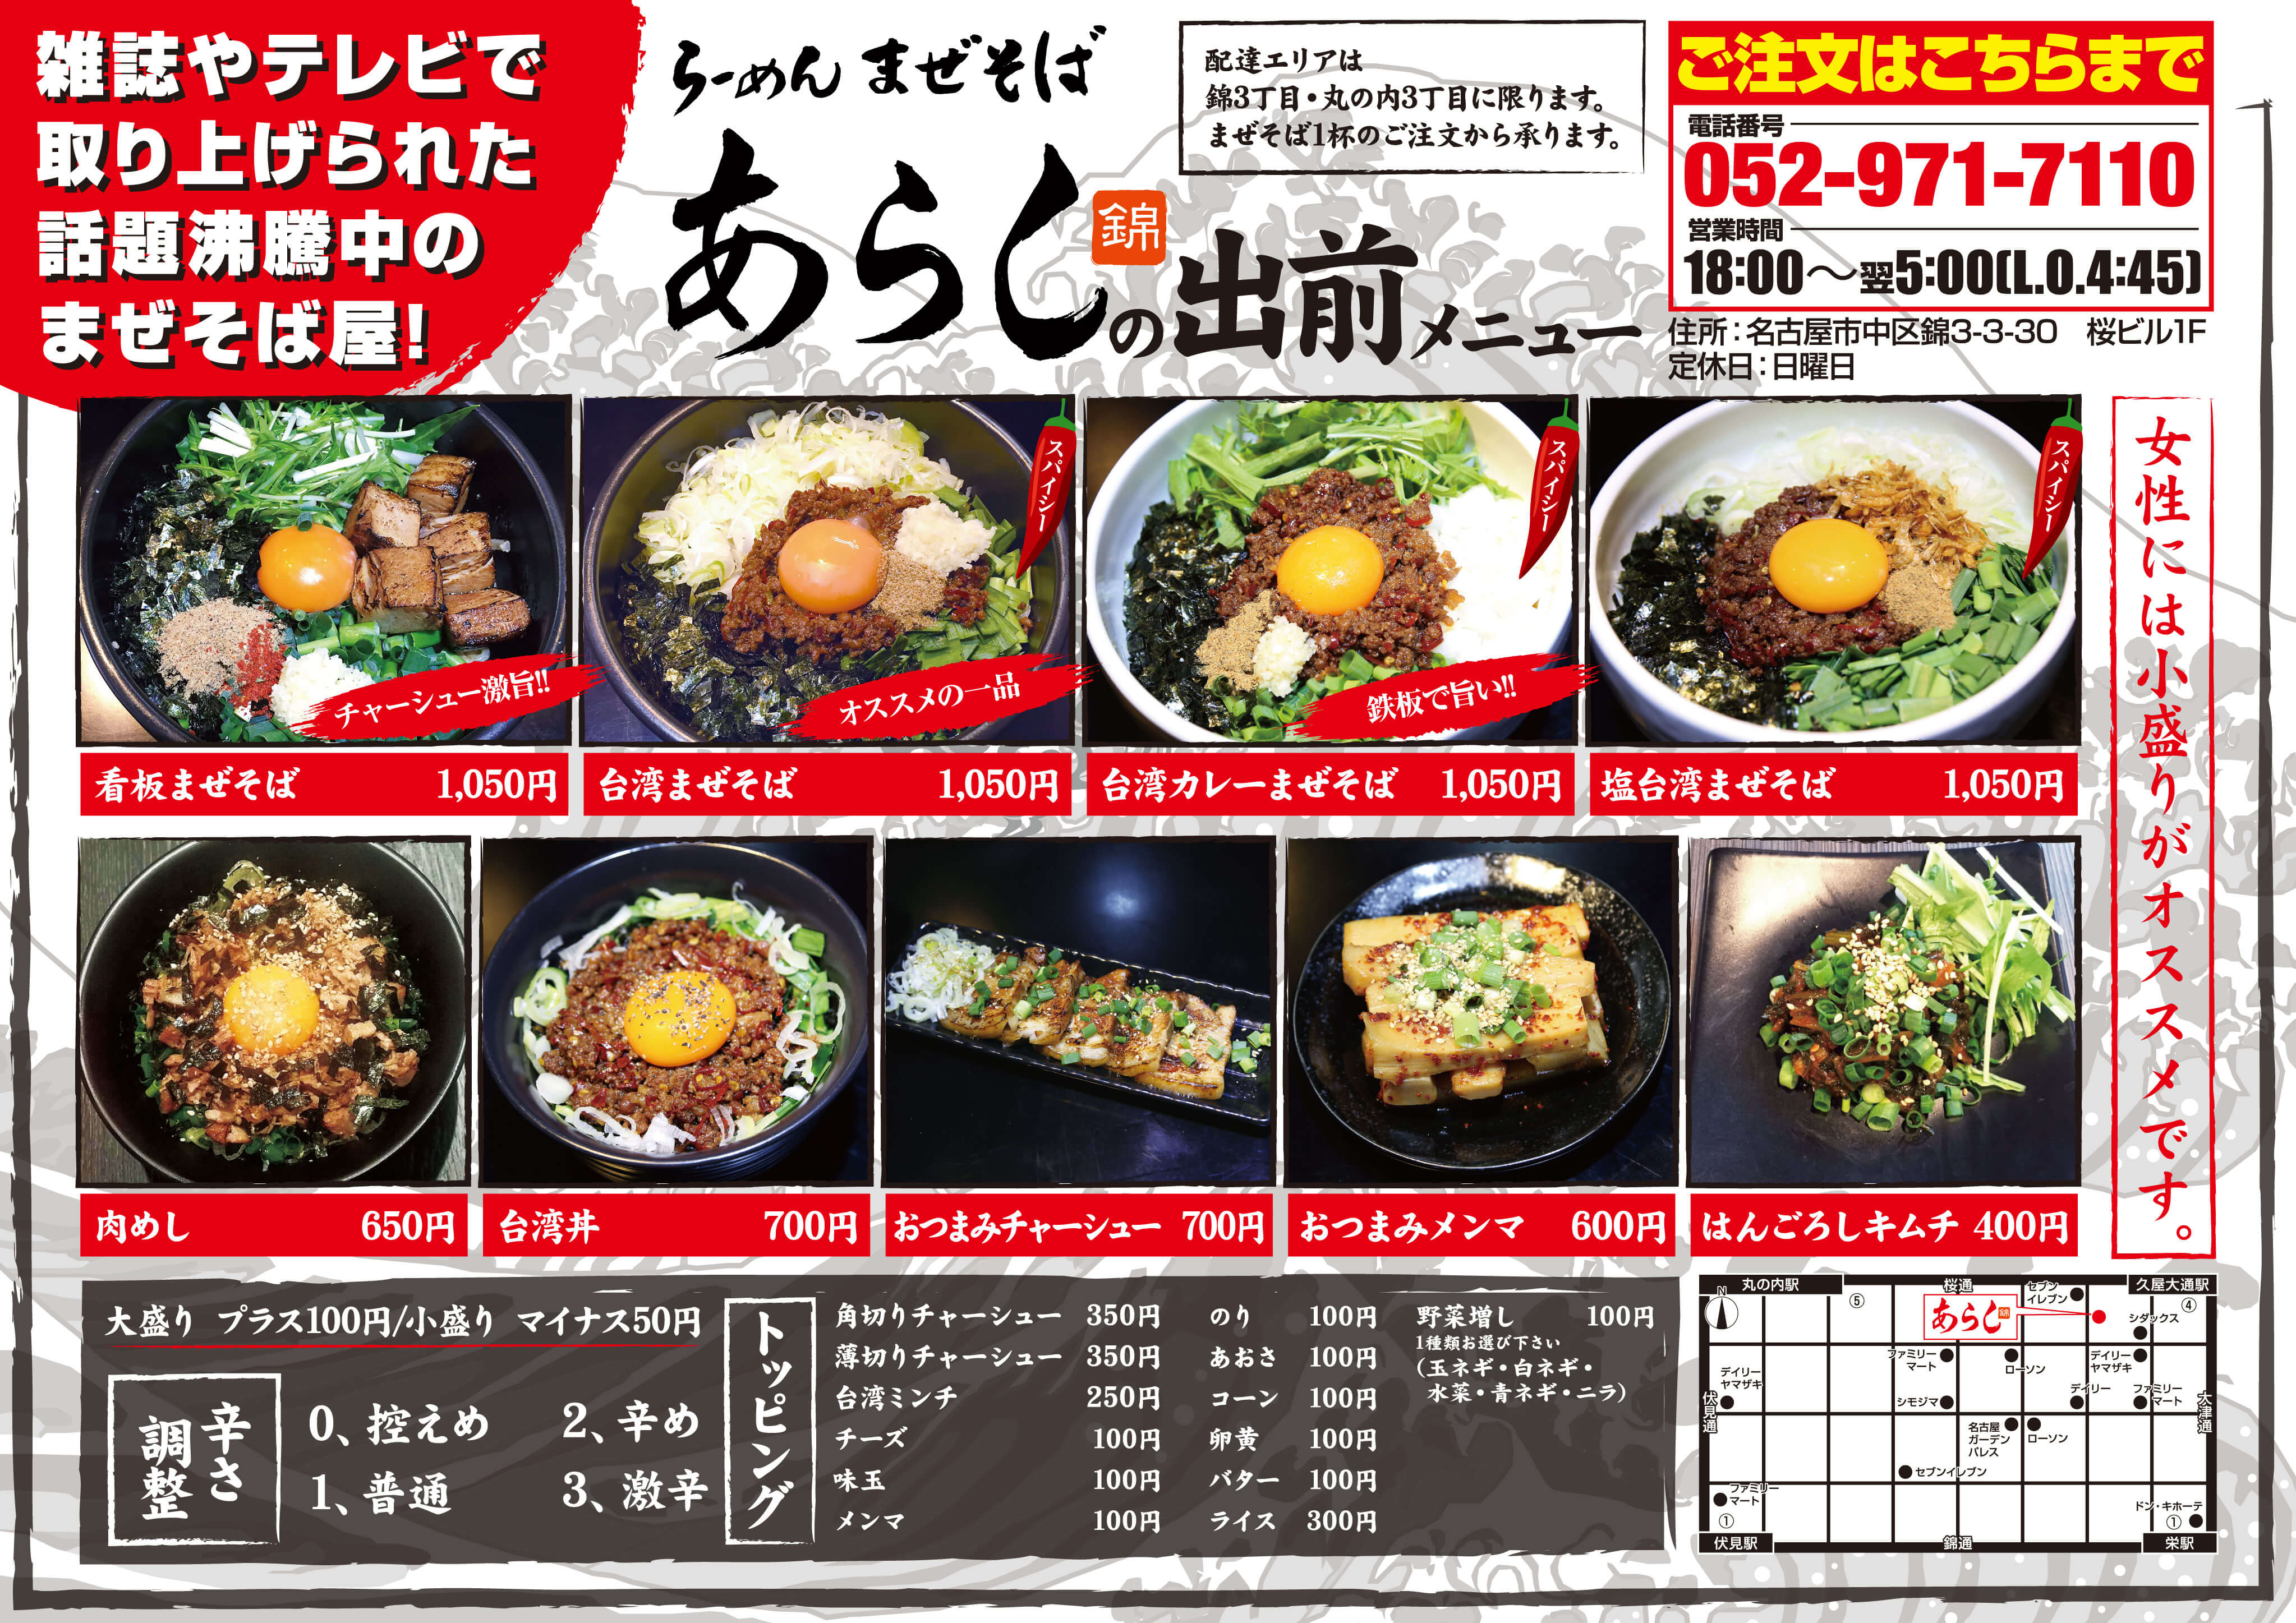 雑誌やテレビで
取り上げられた
話題沸騰中の
まぜそば屋!
らーめん まぜそば
あらし
錦
の出前メニュー
配達エリアは
錦3丁目・丸の内3丁目に限ります。
まぜそば1杯のご注文から承ります。
ご注文はこちらまで
電話番号
052-971-7110
営業時間
18:00〜翌5:00(L.O.4:45)
住所：名古屋市中区錦3-3-30　桜ビル1F
定休日：日曜日
チャーシュー激旨!!
スパイシー
オススメの一品
スパイシー
鉄板で旨い!!
スパイシー
看板まぜそば 1,050円
台湾まぜそば 1,050円
台湾カレーまぜそば 1,050円
塩台湾まぜそば 1,050円
女性には小盛りがオススメです。
肉めし 650円
台湾丼 700円
おつまみチャーシュー 700円
おつまみメンマ 600円
はんごろしキムチ 400円
大盛り プラス100円/小盛り マイナス50円
辛さ
調整
0、控えめ
1、普通
2、辛め
3、激辛
トッピング
角切りチャーシュー 350円
薄切りチャーシュー 350円
台湾ミンチ 250円
チーズ 100円
味玉 100円
メンマ 100円
のり 100円
あおさ 100円
コーン 100円
卵黄 100円
バター 100円
ライス 300円
野菜増し 100円
1種類お選び下さい
(玉ネギ・白ネギ・
水菜・青ネギ・ニラ)
丸の内駅
桜通
久屋大通駅
N
⑤
セブン
イレブン
④
あらし錦
シダックス
ファミリー
マート
ローソン
デイリー
ヤマザキ
デイリー
ヤマザキ
伏見通
シモジマ
デイリー
ファミリー
マート
大津通
名古屋
ガーデン
パレス
ローソン
セブンイレブン
ファミリー
マート
①
ドン・キホーテ
①
伏見駅
錦通
栄駅